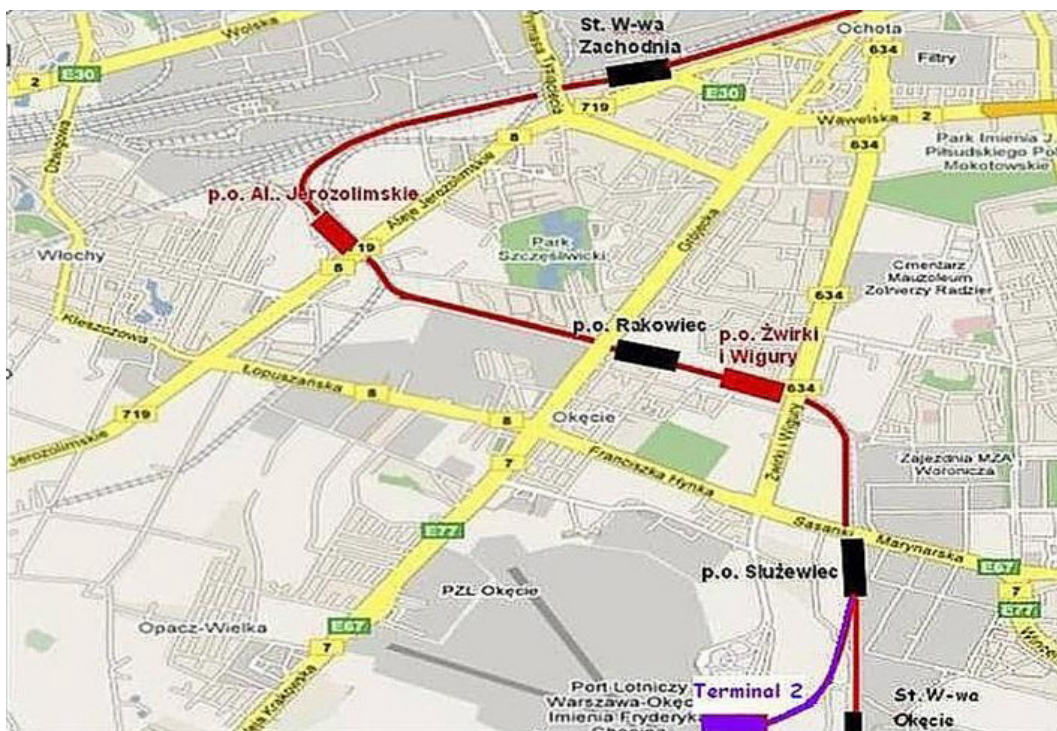 St. W-wa
Zachodnia
Ochota
634
Filtry
Wolska
2
E30
719
E30
Wawelska
2
8
634
Park Imienia J.
Piłsudskiego Pol
Mokotowskie
p.o. Al.. Jerozolimskie
Aleje Jerozolimskie
Grójecka
Włochy
19
8
Park
Szczęśliwicki
Cmentarz
Mauzoleum
Żołnierzy Radzier
634
Kleszczowa
p.o. Rakowiec
p.o. Żwirki
i Wigury
Łopuszańska
8
634
719
8
Okęcie
Jerozolimskie
7
Franciszka Hynka
Żwirki i Wigury
Zajezdnia MZA
Woronicza
E77
Sasanki
Marynarska
p.o. Służewiec
E67
7
E77
PZL Okęcie
Opacz-Wielka
E67
7
Krakowska
Port Lotniczy
Warszawa-Okęc
Imienia Fryderyka
Terminal 2
St. W-wa
Okęcie